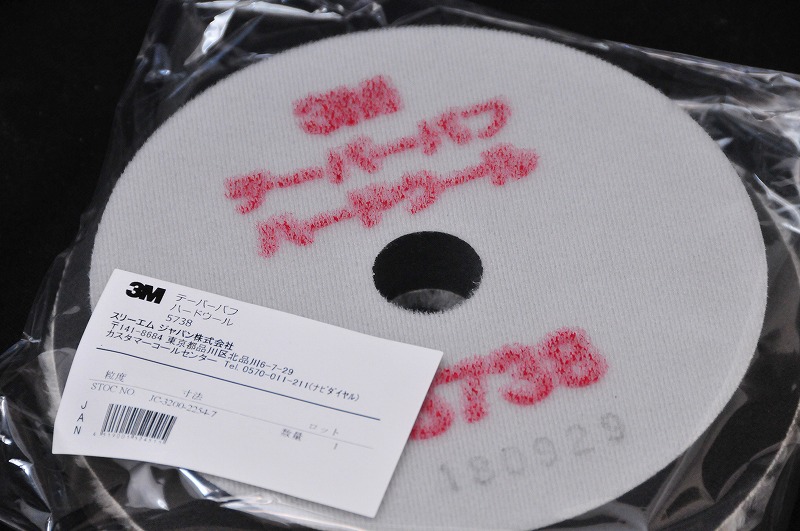 3M
テーパーバフ
ハードウール
5738
180929
3M
テーパーバフ
ハードウール
5738
スリーエム ジャパン株式会社
〒141-8684 東京都品川区北品川6-7-29
カスタマーコールセンター Tel. 0570-011-211(ナビダイヤル)
粒度 寸法 ロット
STOC NO JC-3200-2254-7 数量 1
JAN